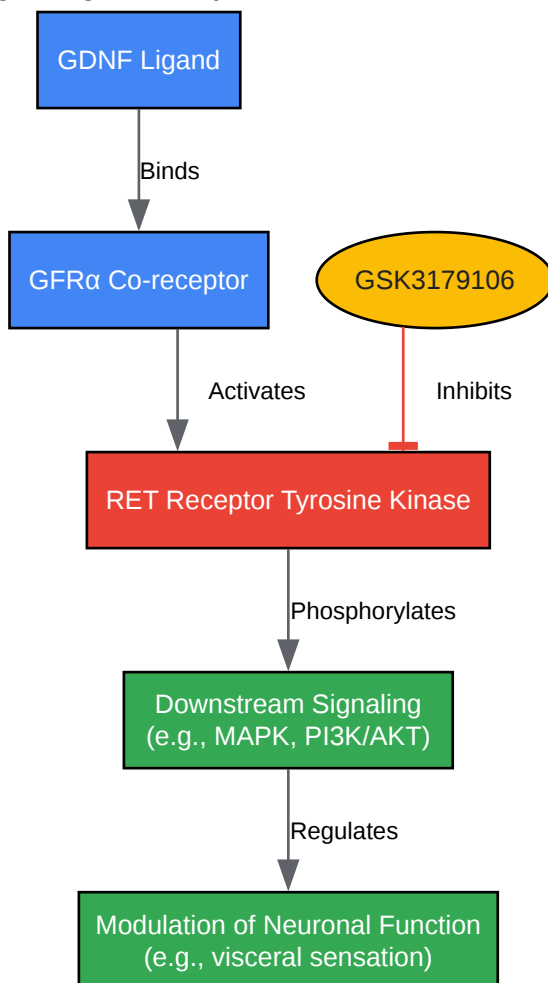 GDNF Ligand
Binds
GFRα Co-receptor
GSK3179106
Activates
Inhibits
RET Receptor Tyrosine Kinase
Phosphorylates
Downstream Signaling
(e.g., MAPK, PI3K/AKT)
Regulates
Modulation of Neuronal Function
(e.g., visceral sensation)